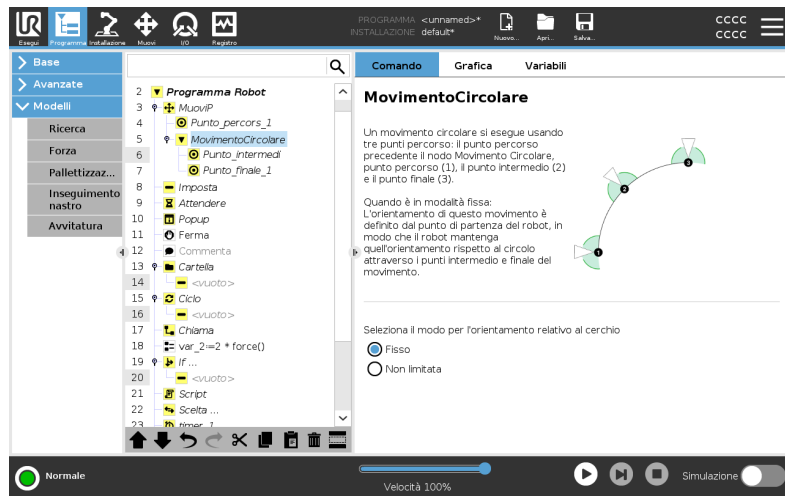 UR
Esegui
Programma
Installazione
Muovi
I/O
Registro
PROGRAMMA <unnamed>*
INSTALLAZIONE default*
Nuovo...
Apri...
Salva...
CCCC
CCCC
Base
Avanzate
Modelli
Ricerca
Forza
Pallettizzaz...
Inseguimento
nastro
Avvitatura
2 Programma Robot
3 MuoviP
4 Punto_percors_1
5 MovimentoCircolare
6 Punto_intermedi
7 Punto_finale_1
8 Imposta
9 Attendere
10 Popup
11 Ferma
12 Commenta
13 Cartella
14 <vuoto>
15 Ciclo
16 <vuoto>
17 Chiama
18 var_2:=2 * force()
19 If ...
20 <vuoto>
21 Script
22 Scelta ...
23 timer_1
Comando
Grafica
Variabili
MovimentoCircolare
Un movimento circolare si esegue usando
tre punti percorso: il punto percorso
precedente il nodo Movimento Circolare,
punto percorso (1), il punto intermedio (2)
e il punto finale (3).
Quando è in modalità fissa:
L'orientamento di questo movimento è
definito dal punto di partenza del robot, in
modo che il robot mantenga
quell'orientamento rispetto al circolo
attraverso i punti intermedio e finale del
movimento.
1
2
3
Seleziona il modo per l'orientamento relativo al cerchio
Fisso
Non limitata
Normale
Velocità 100%
Simulazione